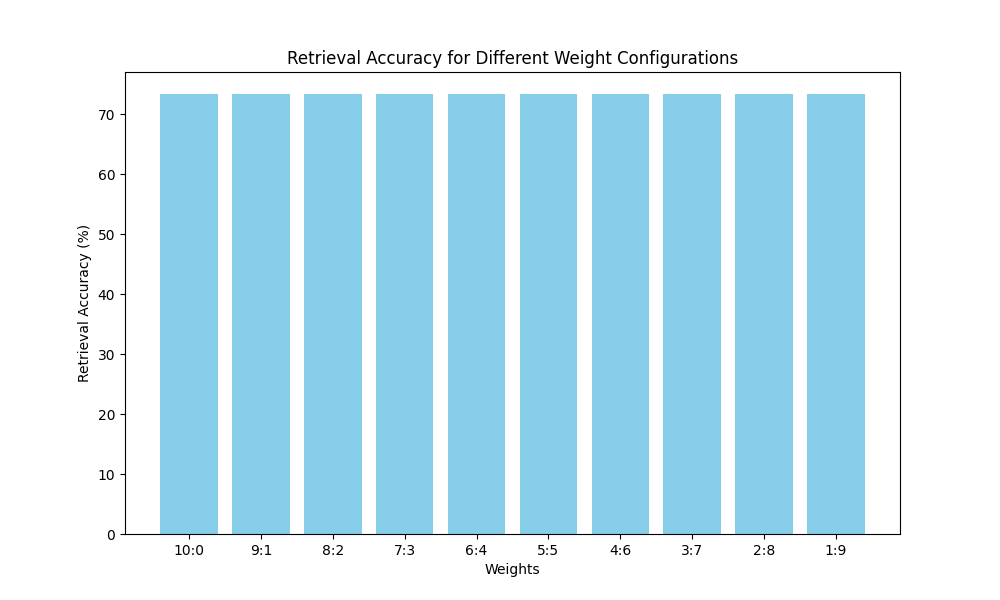 Retrieval Accuracy for Different Weight Configurations
Retrieval Accuracy (%)
70
60
50
40
30
20
10
0
10:0 9:1 8:2 7:3 6:4 5:5 4:6 3:7 2:8 1:9
Weights